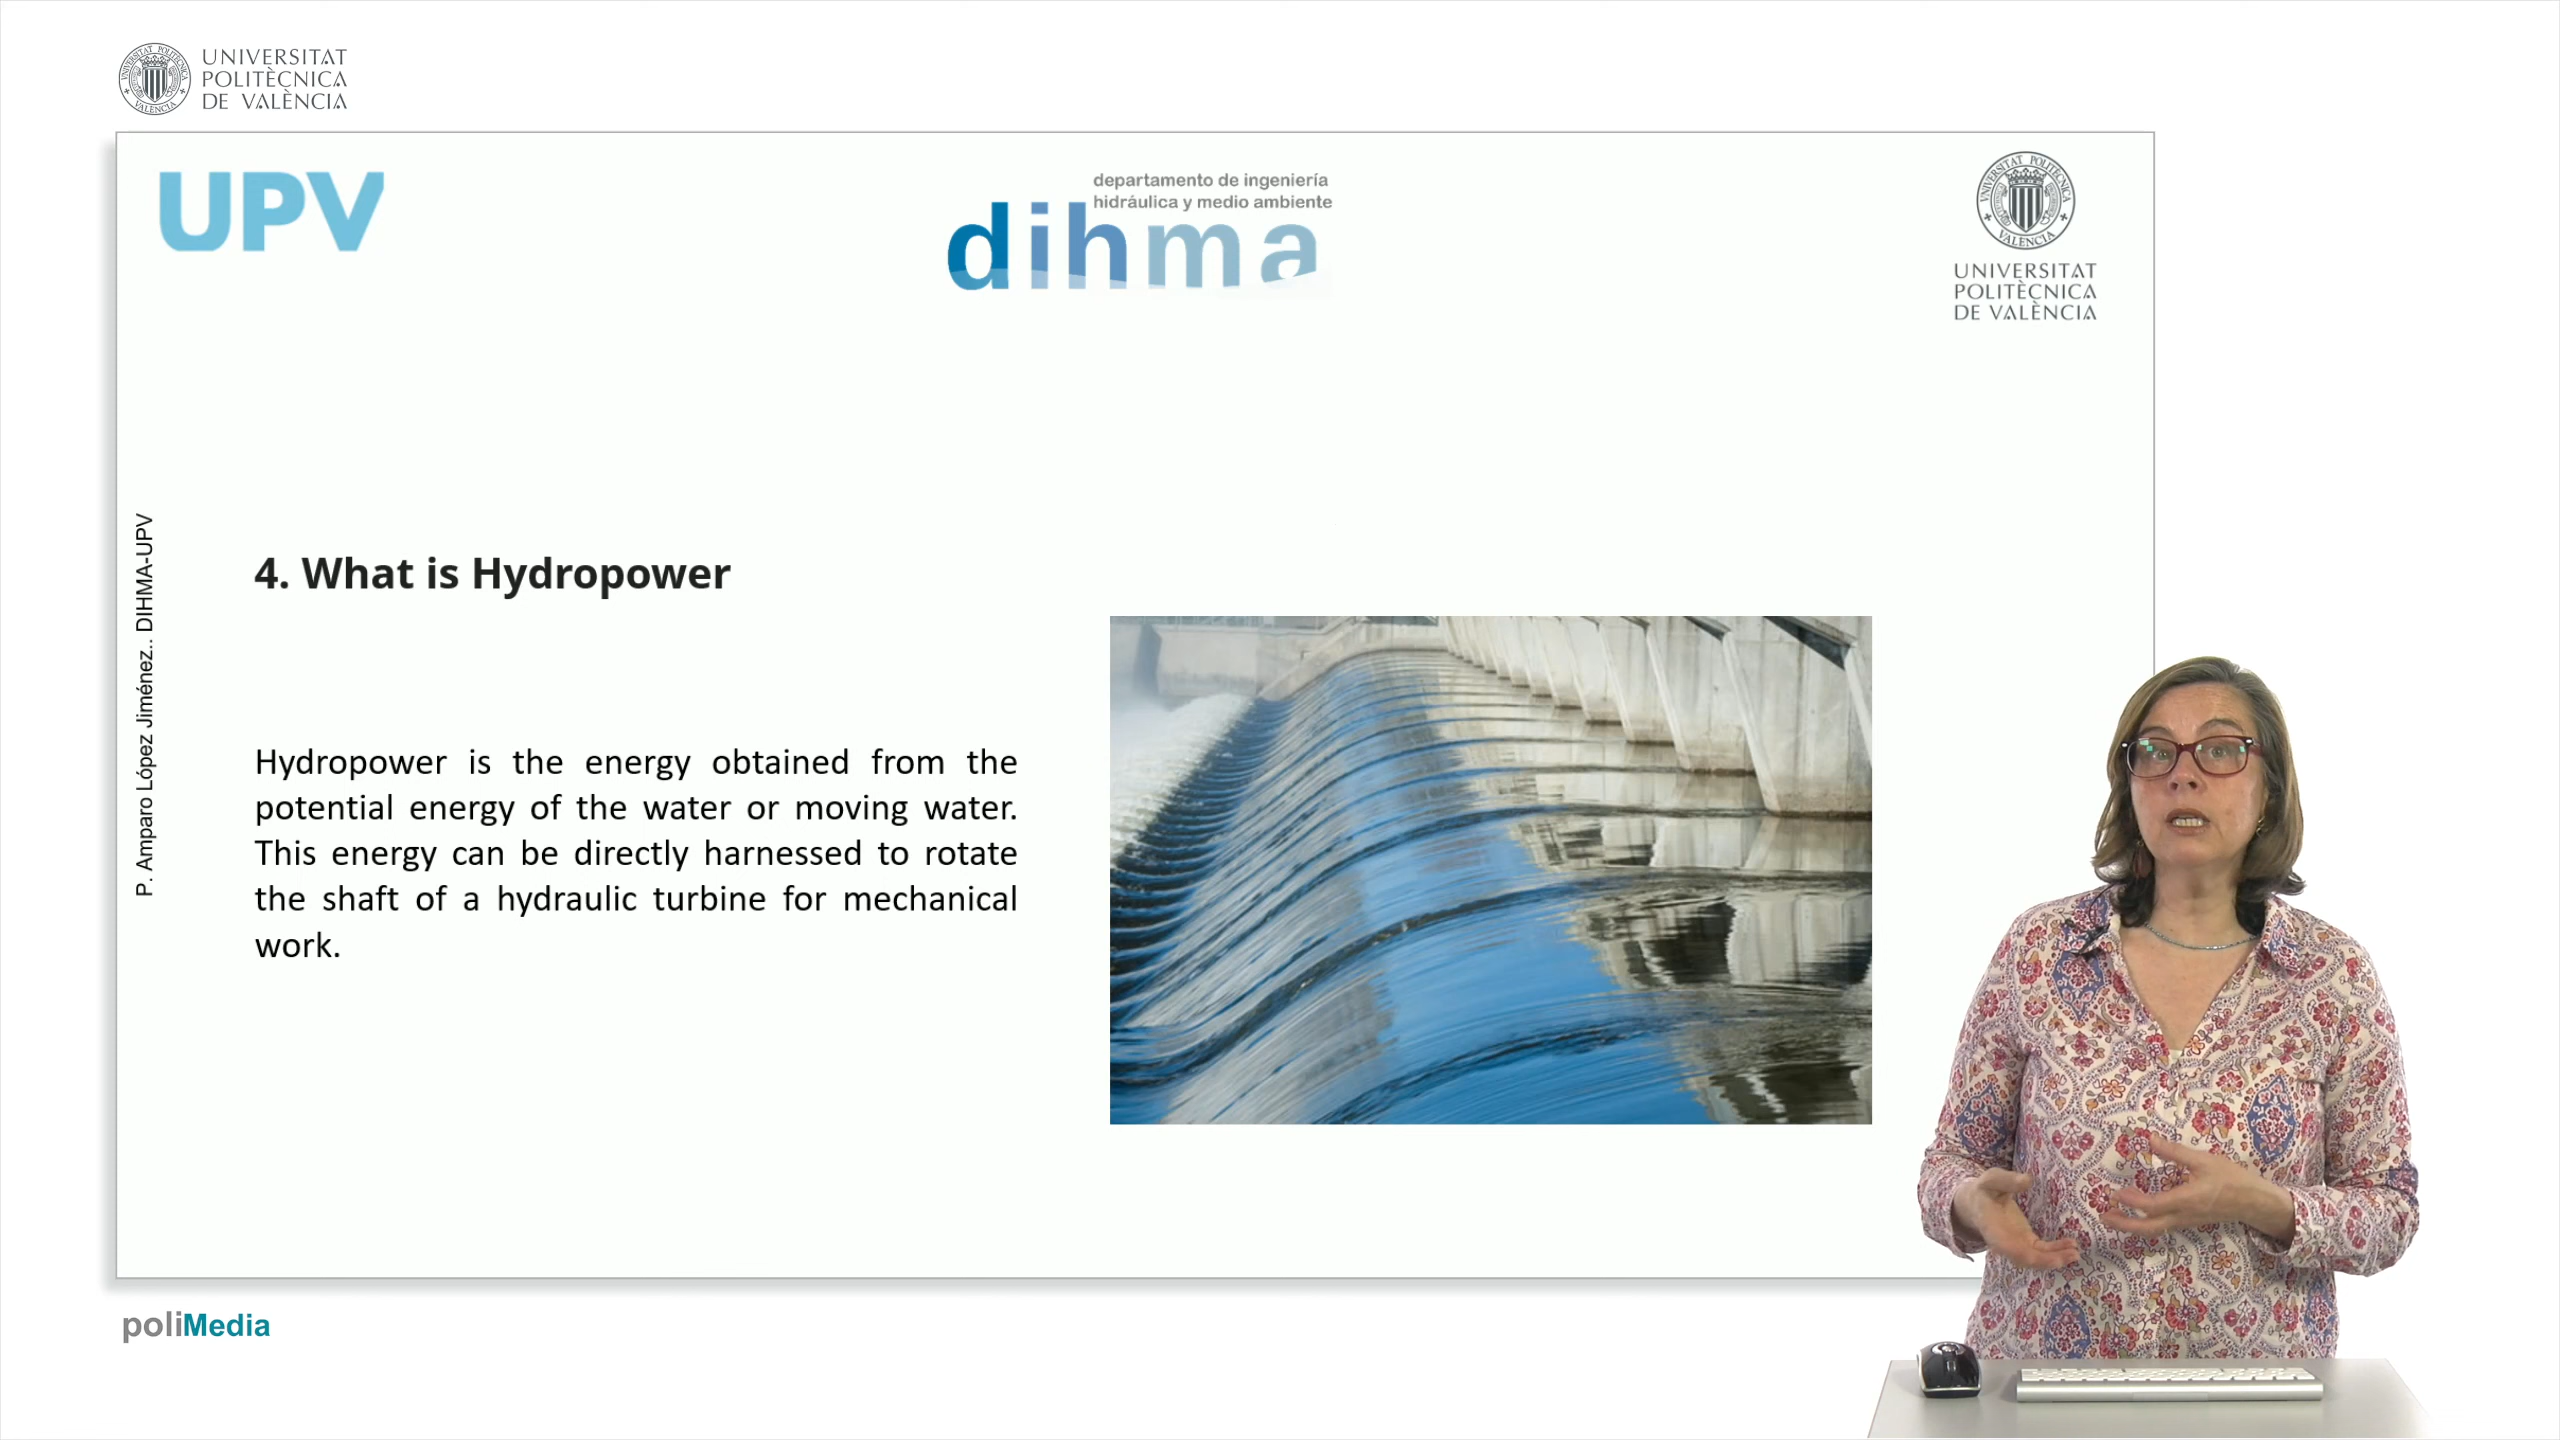 UNIVERSITAT
POLITÈCNICA
DE VALÈNCIA
UPV
departamento de ingeniería
hidráulica y medio ambiente
dihma
UNIVERSITAT
POLITÈCNICA
DE VALÈNCIA
P. Amparo López Jiménez.. DIHMA-UPV
4. What is Hydropower
Hydropower is the energy obtained from the
potential energy of the water or moving water.
This energy can be directly harnessed to rotate
the shaft of a hydraulic turbine for mechanical
work.
poliMedia